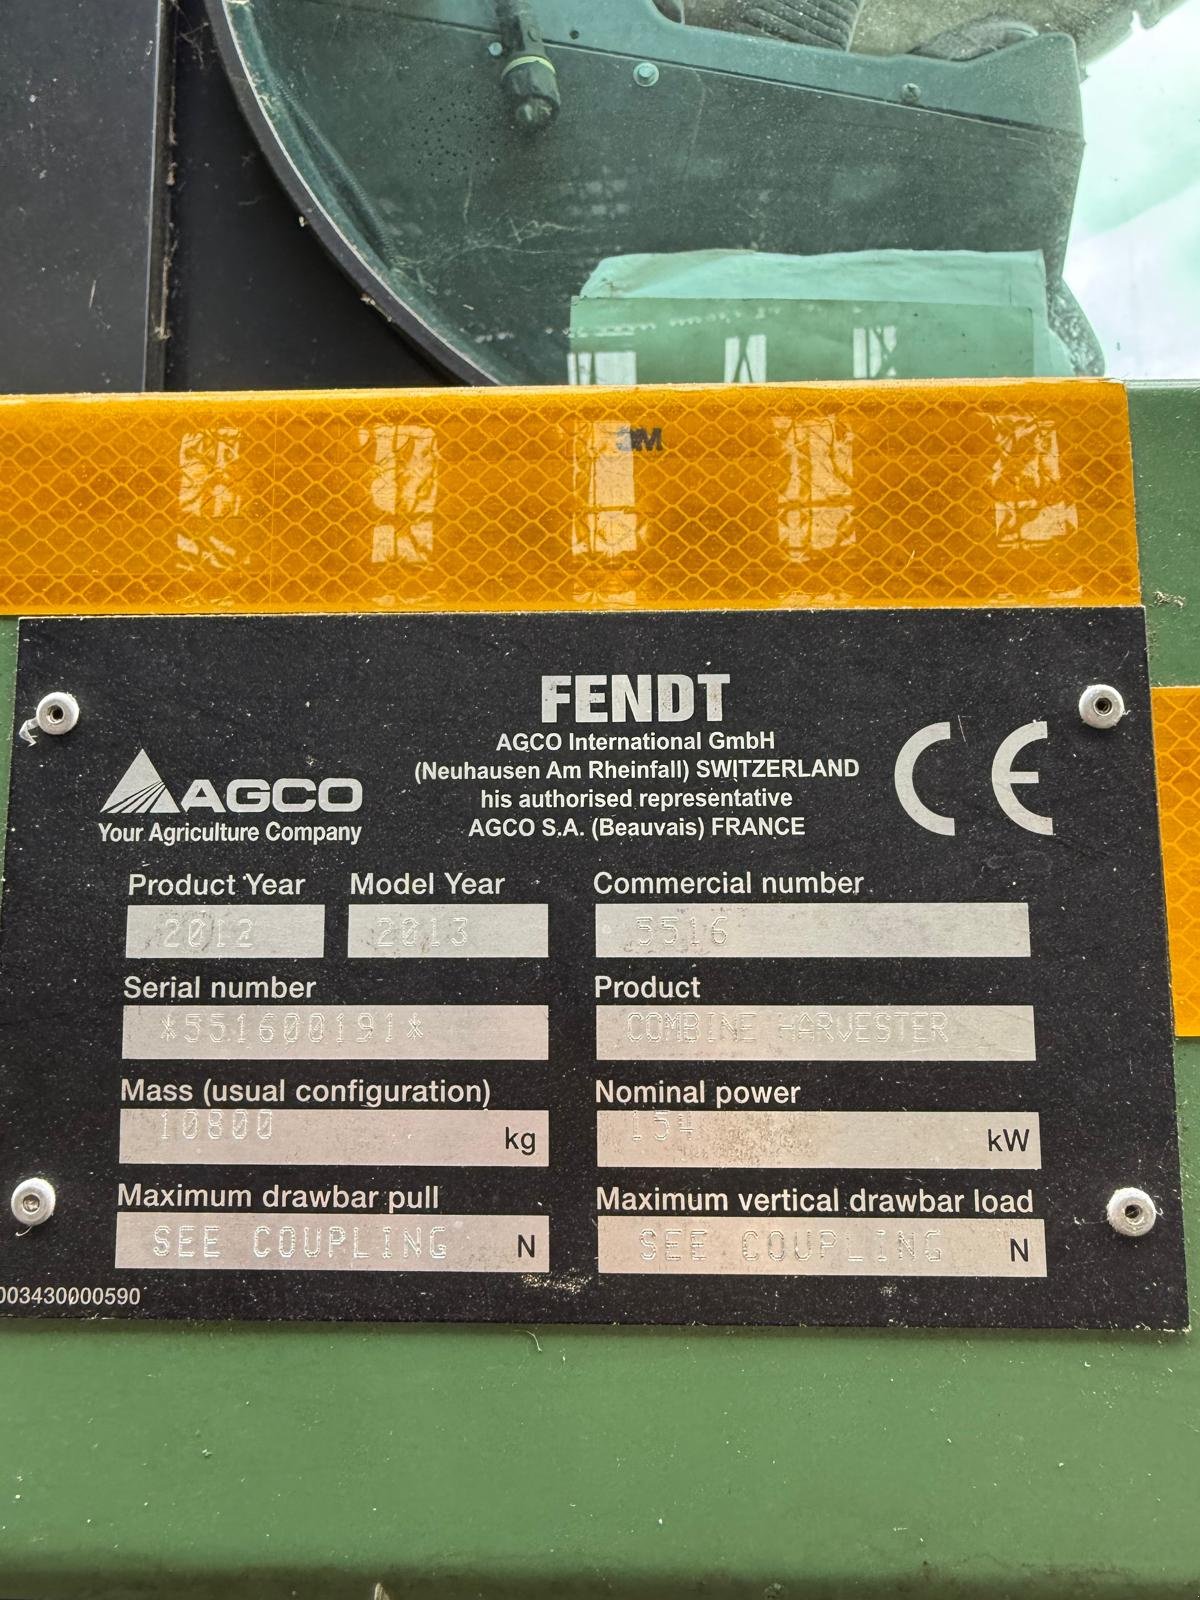 3M
FENDT
AGCO International GmbH
(Neuhausen Am Rheinfall) SWITZERLAND
his authorised representative
AGCO S.A. (Beauvais) FRANCE
AGCO
Your Agriculture Company
CE
Product Year
2012
Model Year
2013
Commercial number
5516
Serial number
*551600191*
Product
COMBINE HARVESTER
Mass (usual configuration)
10800 kg
Nominal power
154 kW
Maximum drawbar pull
SEE COUPLING N
Maximum vertical drawbar load
SEE COUPLING N
003430000590